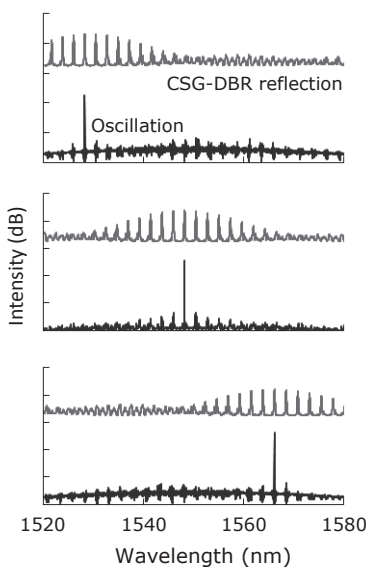 CSG-DBR reflection
Oscillation
Intensity (dB)
1520 1540 1560 1580
Wavelength (nm)